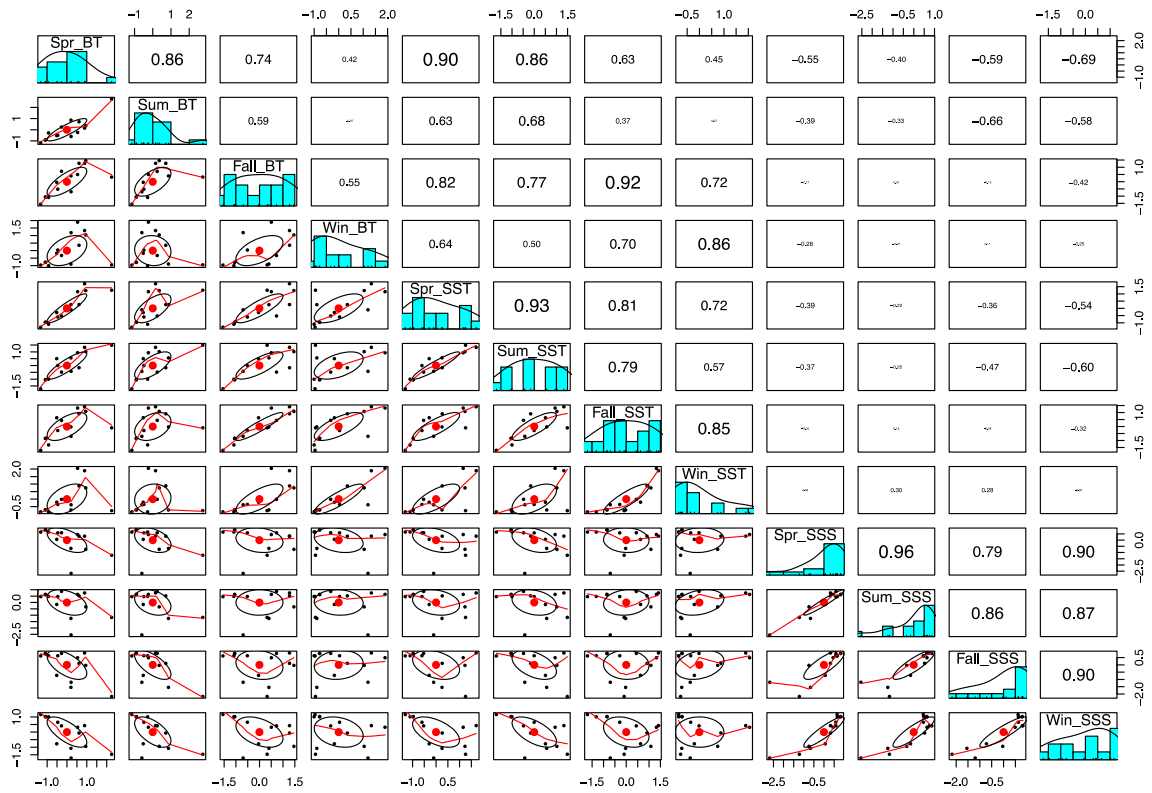 −1 1 2 −1.0 2.0 −1.5 0.0 1.5 −0.5 1.0 −2.5 1.0 −1.5 0.0
Spr_BT 0.86 0.74 0.42 0.90 0.86 0.63 0.45 −0.55 −0.40 −0.59 −0.69 −1.0 2.0
−1 1 Sum_BT 0.59 0.63 0.68 0.37 −0.39 −0.33 −0.66 −0.58
Fall_BT 0.55 0.82 0.77 0.92 0.72 −0.42 −1.5 1.0
−1.0 1.5 Win_BT 0.64 0.50 0.70 0.86 −0.28 −0.25
Spr_SST 0.93 0.81 0.72 −0.39 −0.36 −0.54 −1.0 1.5
−1.5 1.0 Sum_SST 0.79 0.57 −0.37 −0.25 −0.47 −0.60
Fall_SST 0.85 −0.32 −1.5 1.0
−0.5 2.0 Win_SST 0.30 0.28
Spr_SSS 0.96 0.79 0.90 −2.5 0.0
−2.5 0.0 Sum_SSS 0.86 0.87
Fall_SSS 0.90 −2.0 0.5
−1.5 1.0 Win_SSS
−1.0 1.0 −1.5 0.0 1.5 −1.0 0.5 −1.5 0.0 1.5 −2.5 −0.5 −2.0 −0.5 −1.5 0.0